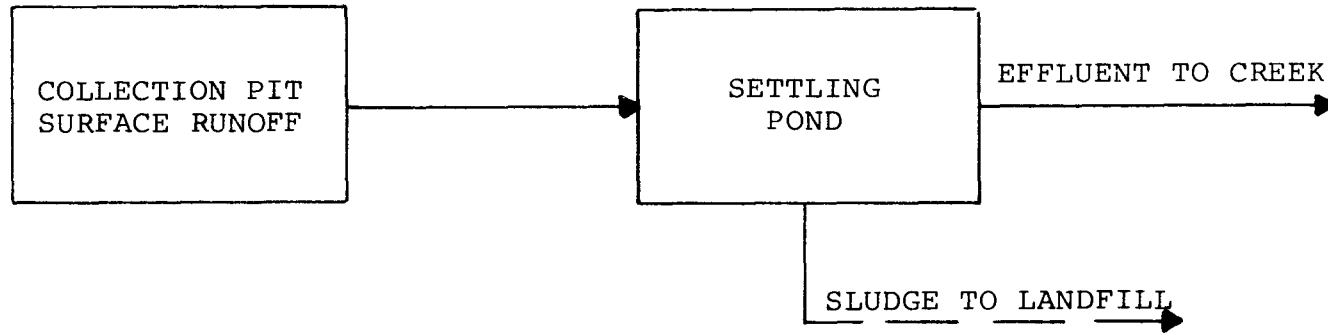 COLLECTION PIT
SURFACE RUNOFF
SETTLING
POND
EFFLUENT TO CREEK
SLUDGE TO LANDFILL